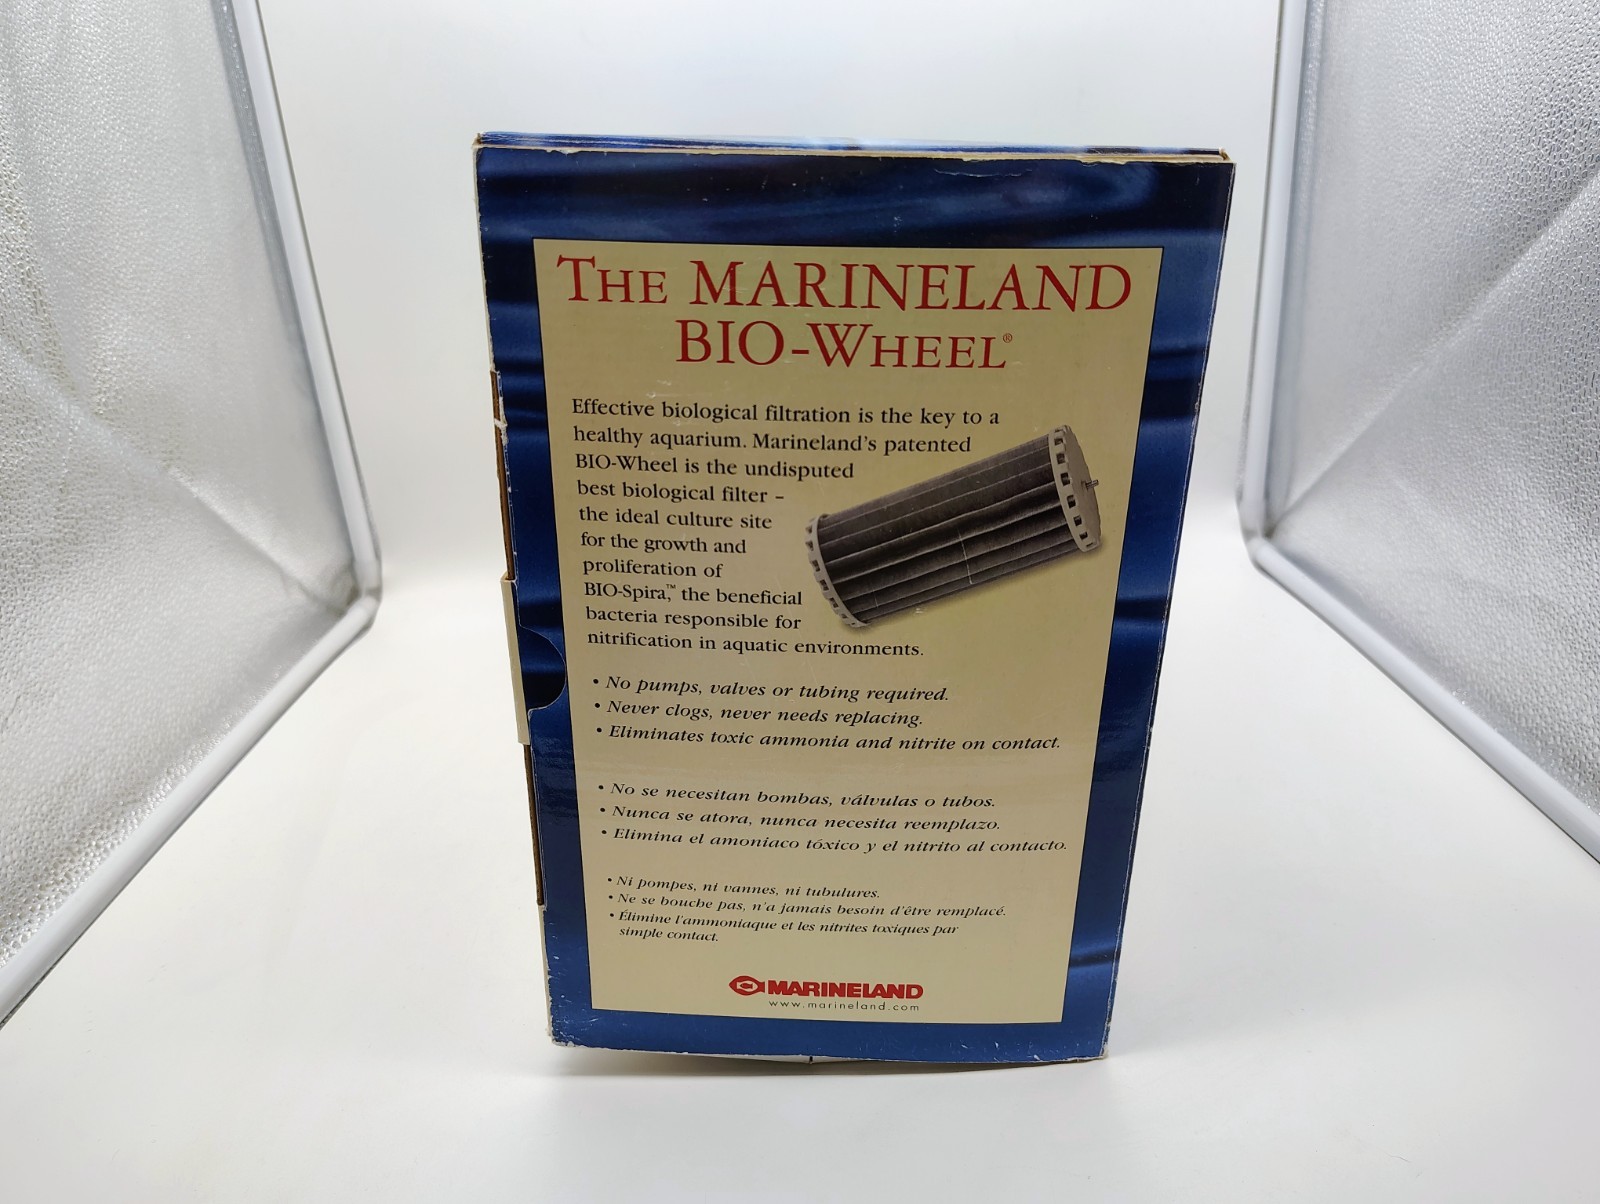 THE MARINELAND
BIO-WHEEL®
Effective biological filtration is the key to a
healthy aquarium. Marineland's patented
BIO-Wheel is the undisputed
best biological filter –
the ideal culture site
for the growth and
proliferation of
BIO-Spira,™ the beneficial
bacteria responsible for
nitrification in aquatic environments.
• No pumps, valves or tubing required.
• Never clogs, never needs replacing.
• Eliminates toxic ammonia and nitrite on contact.
• No se necesitan bombas, válvulas o tubos.
• Nunca se atora, nunca necesita reemplazo.
• Elimina el amoníaco tóxico y el nitrito al contacto.
• Ni pompes, ni vannes, ni tubulures.
• Ne se bouche pas, n'a jamais besoin d'être remplacé.
• Élimine l'ammoniaque et les nitrites toxiques par
simple contact.
MARINELAND
www.marineland.com